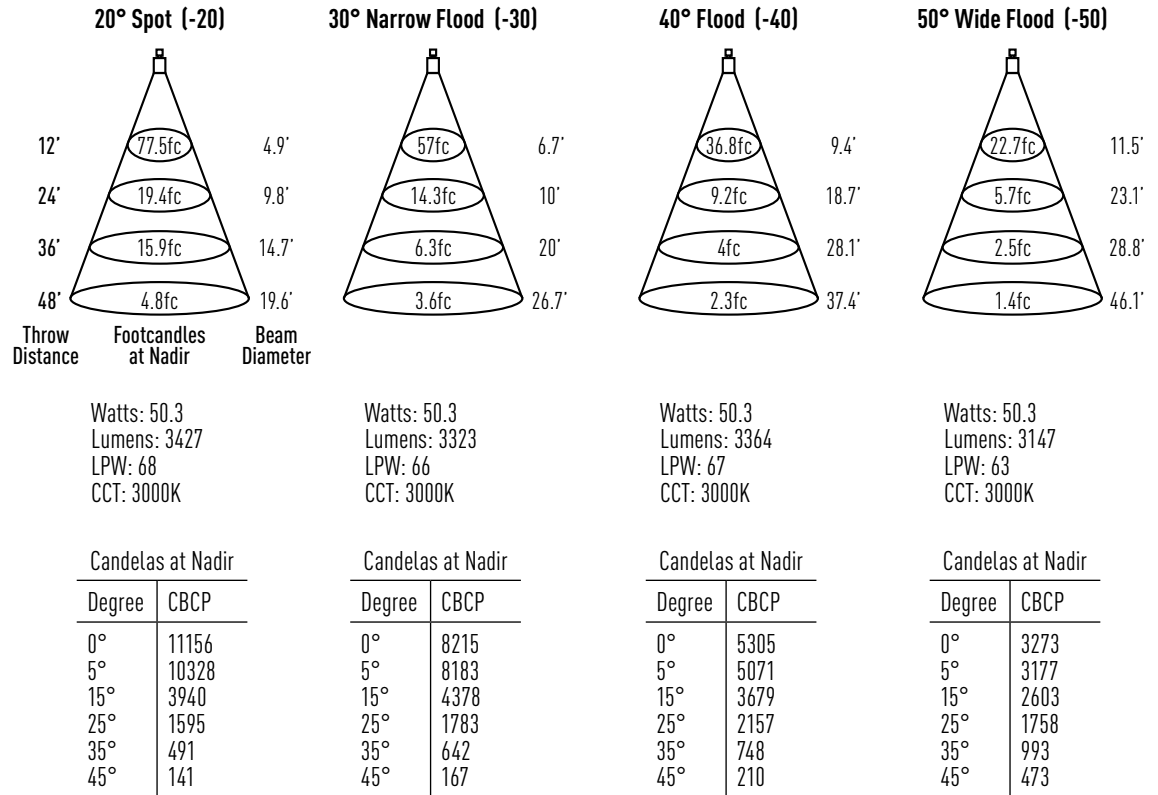 20° Spot (-20) 30° Narrow Flood (-30) 40° Flood (-40) 50° Wide Flood (-50)
12' 77.5fc 4.9' 57fc 6.7' 36.8fc 9.4' 22.7fc 11.5'
24' 19.4fc 9.8' 14.3fc 10' 9.2fc 18.7' 5.7fc 23.1'
36' 15.9fc 14.7' 6.3fc 20' 4fc 28.1' 2.5fc 28.8'
48' 4.8fc 19.6' 3.6fc 26.7' 2.3fc 37.4' 1.4fc 46.1'
Throw Footcandles Beam
Distance at Nadir Diameter
Watts: 50.3 Watts: 50.3 Watts: 50.3 Watts: 50.3
Lumens: 3427 Lumens: 3323 Lumens: 3364 Lumens: 3147
LPW: 68 LPW: 66 LPW: 67 LPW: 63
CCT: 3000K CCT: 3000K CCT: 3000K CCT: 3000K
Candelas at Nadir Candelas at Nadir Candelas at Nadir Candelas at Nadir
Degree CBCP Degree CBCP Degree CBCP Degree CBCP
0° 11156 0° 8215 0° 5305 0° 3273
5° 10328 5° 8183 5° 5071 5° 3177
15° 3940 15° 4378 15° 3679 15° 2603
25° 1595 25° 1783 25° 2157 25° 1758
35° 491 35° 642 35° 748 35° 993
45° 141 45° 167 45° 210 45° 473